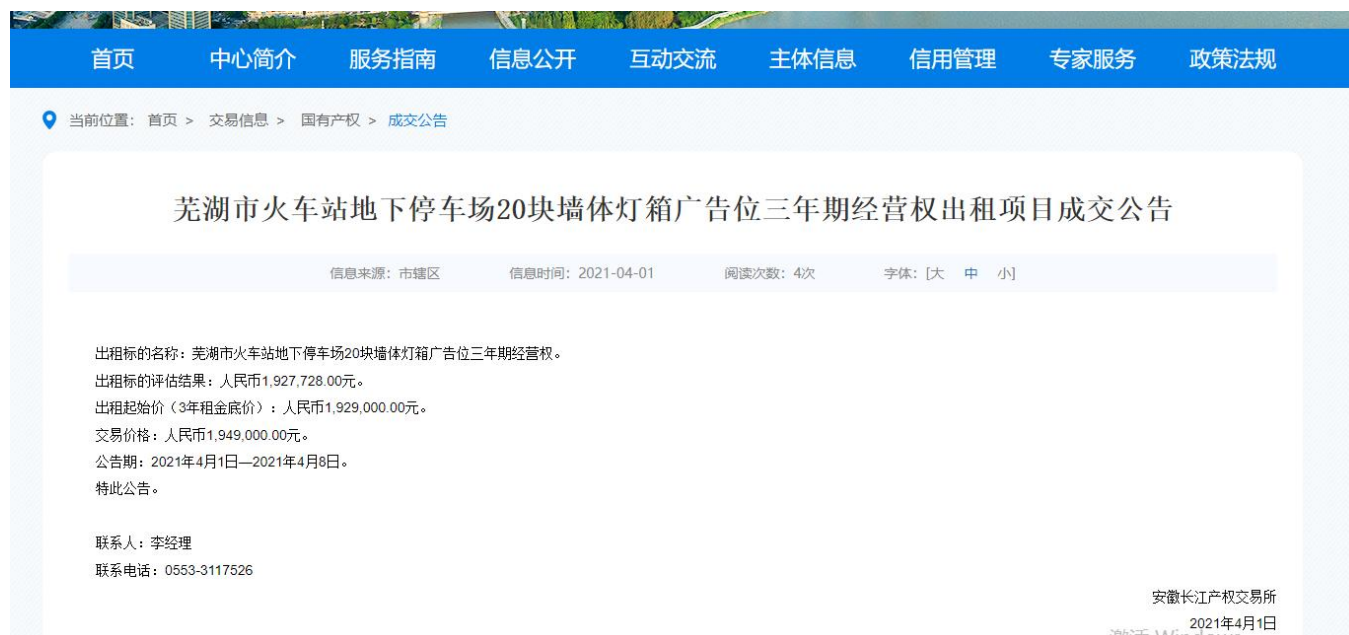 首页 中心简介 服务指南 信息公开 互动交流 主体信息 信用管理 专家服务 政策法规
当前位置：首页 > 交易信息 > 国有产权 > 成交公告
芜湖市火车站地下停车场20块墙体灯箱广告位三年期经营权出租项目成交公告
信息来源：市辖区 信息时间：2021-04-01 阅读次数：4次 字体：[大 中 小]
出租标的名称：芜湖市火车站地下停车场20块墙体灯箱广告位三年期经营权。
出租标的评估结果：人民币1,927,728.00元。
出租起始价（3年租金底价）：人民币1,929,000.00元。
交易价格：人民币1,949,000.00元。
公告期：2021年4月1日—2021年4月8日。
特此公告。
联系人：李经理
联系电话：0553-3117526
安徽长江产权交易所
2021年4月1日